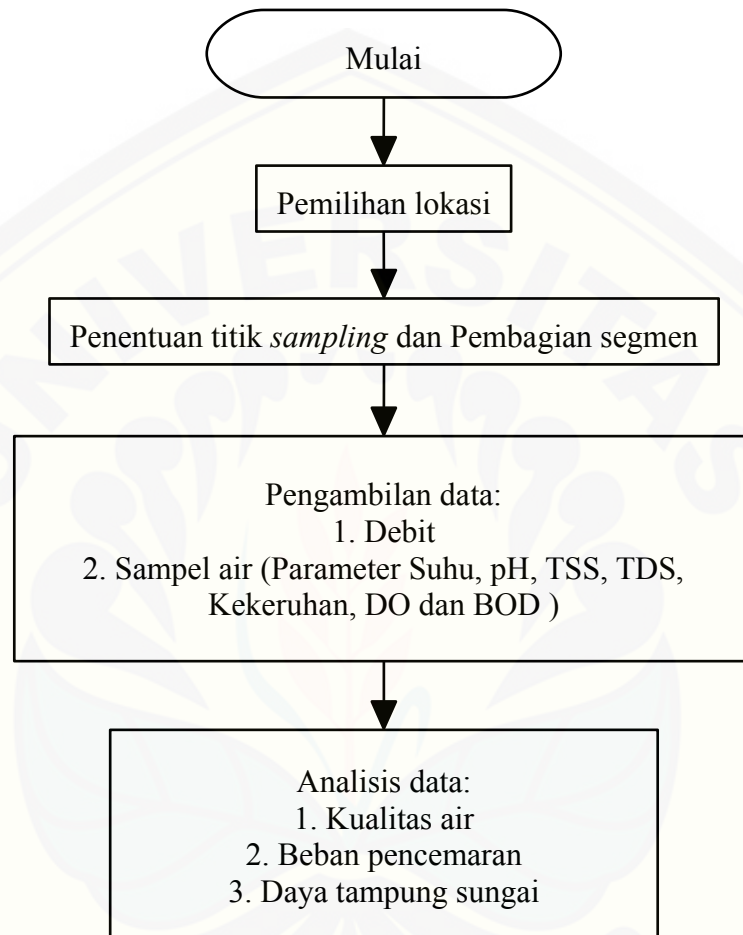 Mulai
Pemilihan lokasi
Penentuan titik sampling dan Pembagian segmen
Pengambilan data:
1. Debit
2. Sampel air (Parameter Suhu, pH, TSS, TDS,
Kekeruhan, DO dan BOD )
Analisis data:
1. Kualitas air
2. Beban pencemaran
3. Daya tampung sungai
UNIVERSITAS